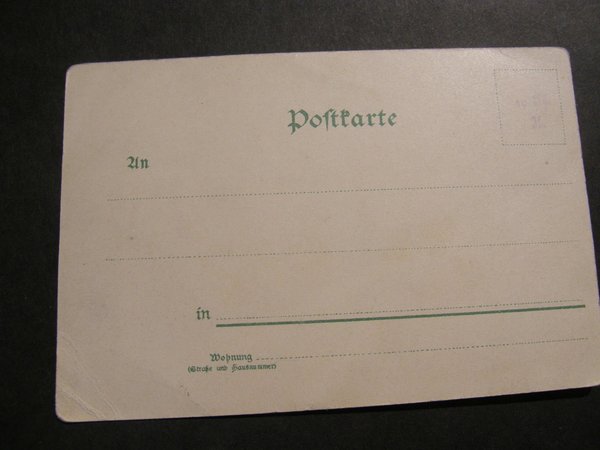 Postkarte
An
in
Wohnung
(Straße und Hausnummer)